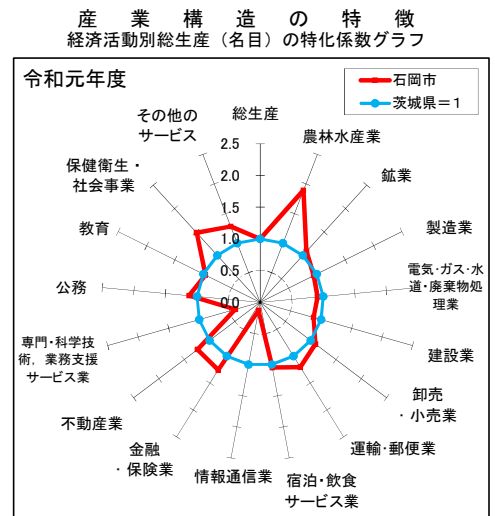 産業構造の特徴
経済活動別総生産（名目）の特化係数グラフ
令和元年度
石岡市
茨城県＝１
総生産
農林水産業
鉱業
製造業
電気・ガス・水
道・廃棄物処
理業
建設業
卸売
・小売業
運輸・郵便業
宿泊・飲食
サービス業
情報通信業
金融
・保険業
不動産業
専門・科学技
術，業務支援
サービス業
公務
教育
保健衛生・
社会事業
その他の
サービス
2.5
2.0
1.5
1.0
0.5
0.0